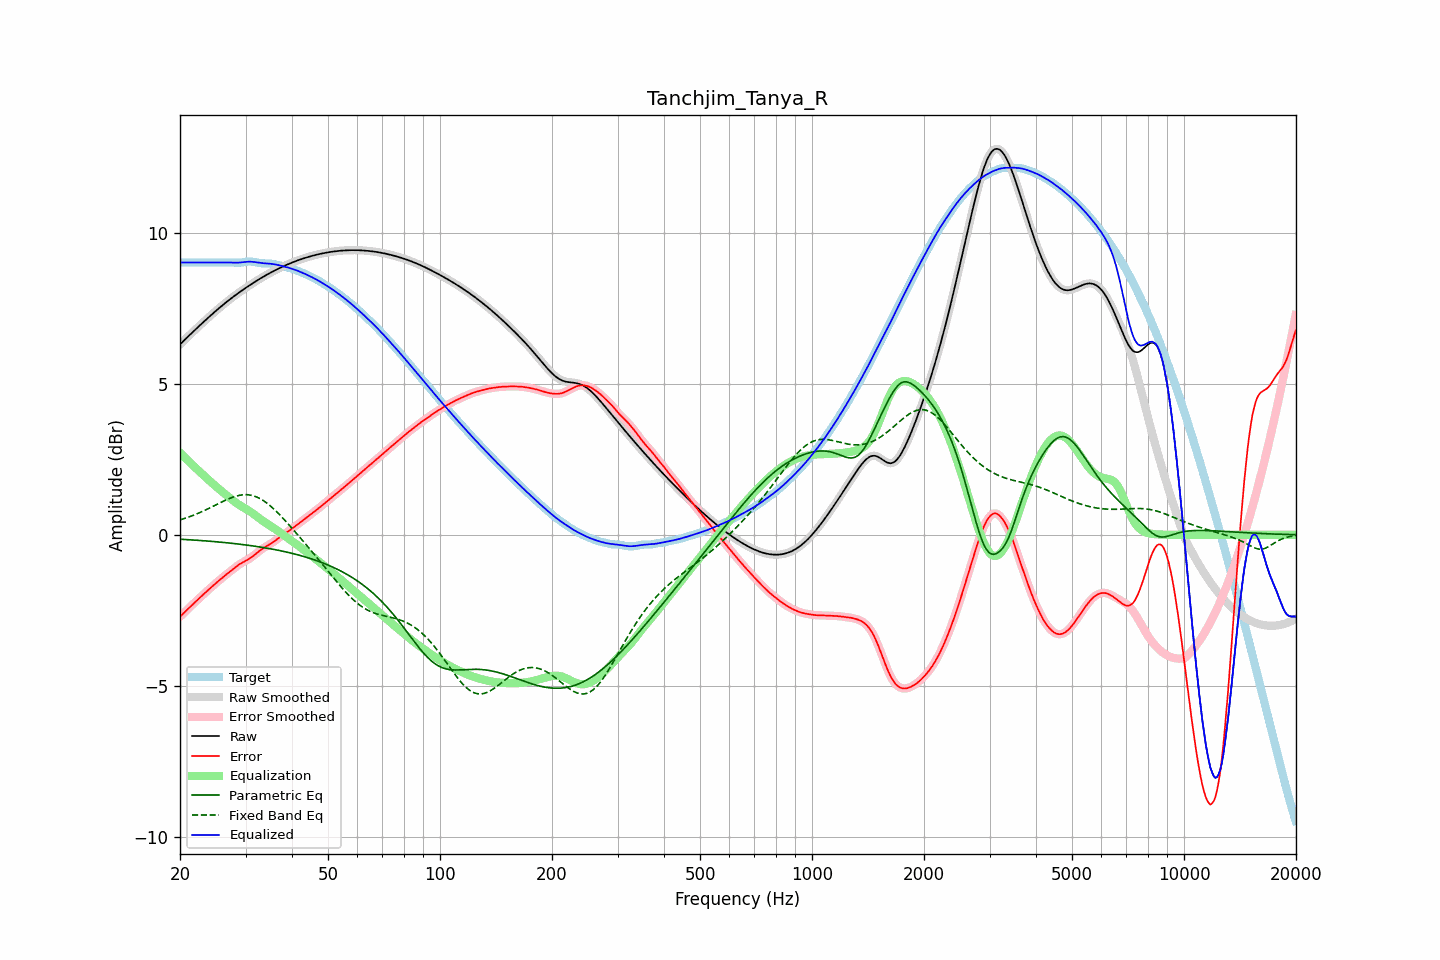 Tanchjim_Tanya_R
Amplitude (dBr)
10
5
0
−5
−10
Target
Raw Smoothed
Error Smoothed
Raw
Error
Equalization
Parametric Eq
Fixed Band Eq
Equalized
20
50
100
200
500
1000
2000
5000
10000
20000
Frequency (Hz)